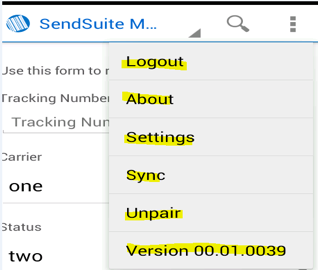 SendSuite M...
Use this form to r
Tracking Number
Tracking Num
Carrier
one
Status
two
Logout
About
Settings
Sync
Unpair
Version 00.01.0039